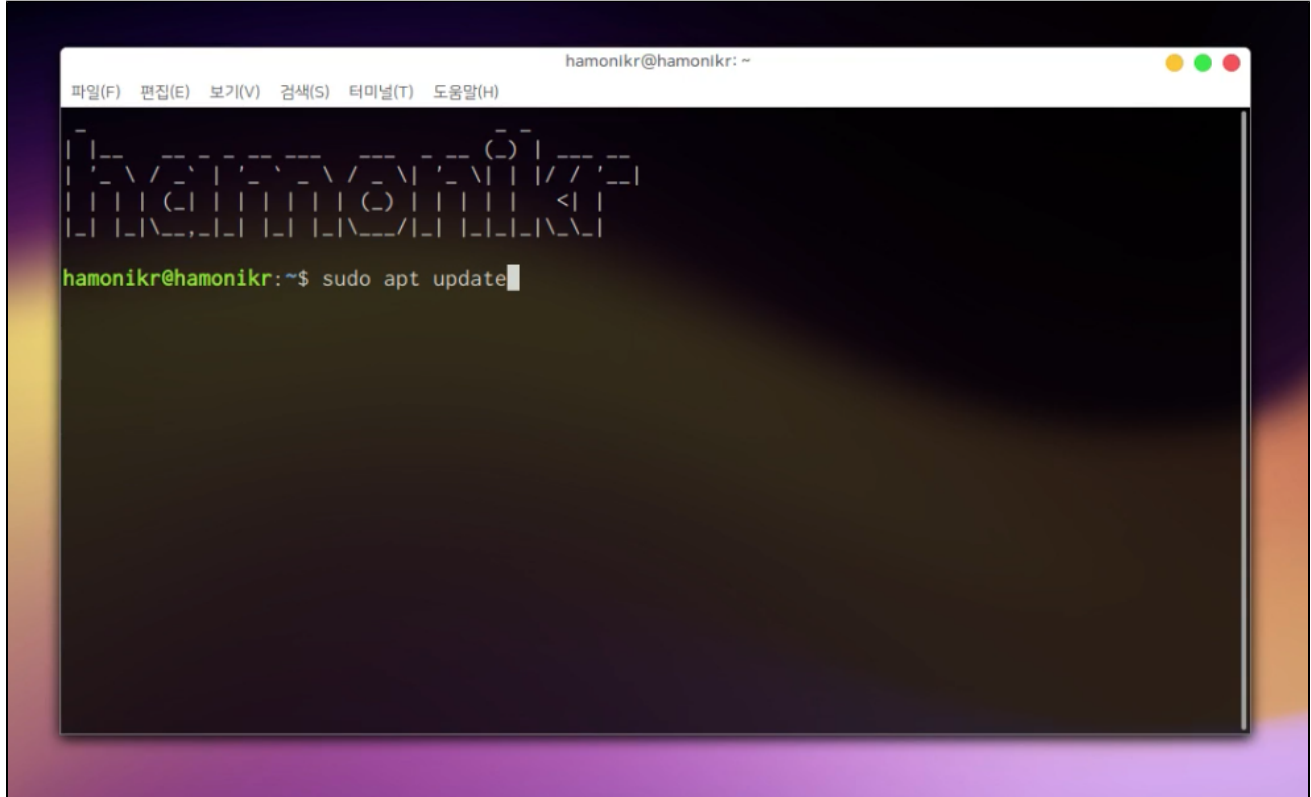 hamonikr@hamonikr: ~
파일(F) 편집(E) 보기(V) 검색(S) 터미널(T) 도움말(H)
hamonikr
hamonikr@hamonikr:~$ sudo apt update